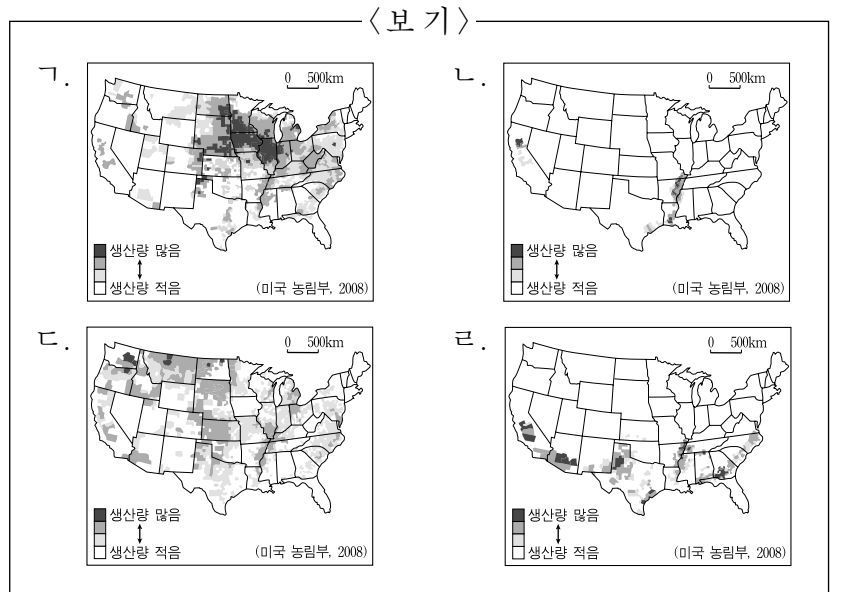 〈보 기〉
ㄱ.
0 500km
생산량 많음
생산량 적음
(미국 농림부, 2008)
ㄴ.
0 500km
생산량 많음
생산량 적음
(미국 농림부, 2008)
ㄷ.
0 500km
생산량 많음
생산량 적음
(미국 농림부, 2008)
ㄹ.
0 500km
생산량 많음
생산량 적음
(미국 농림부, 2008)